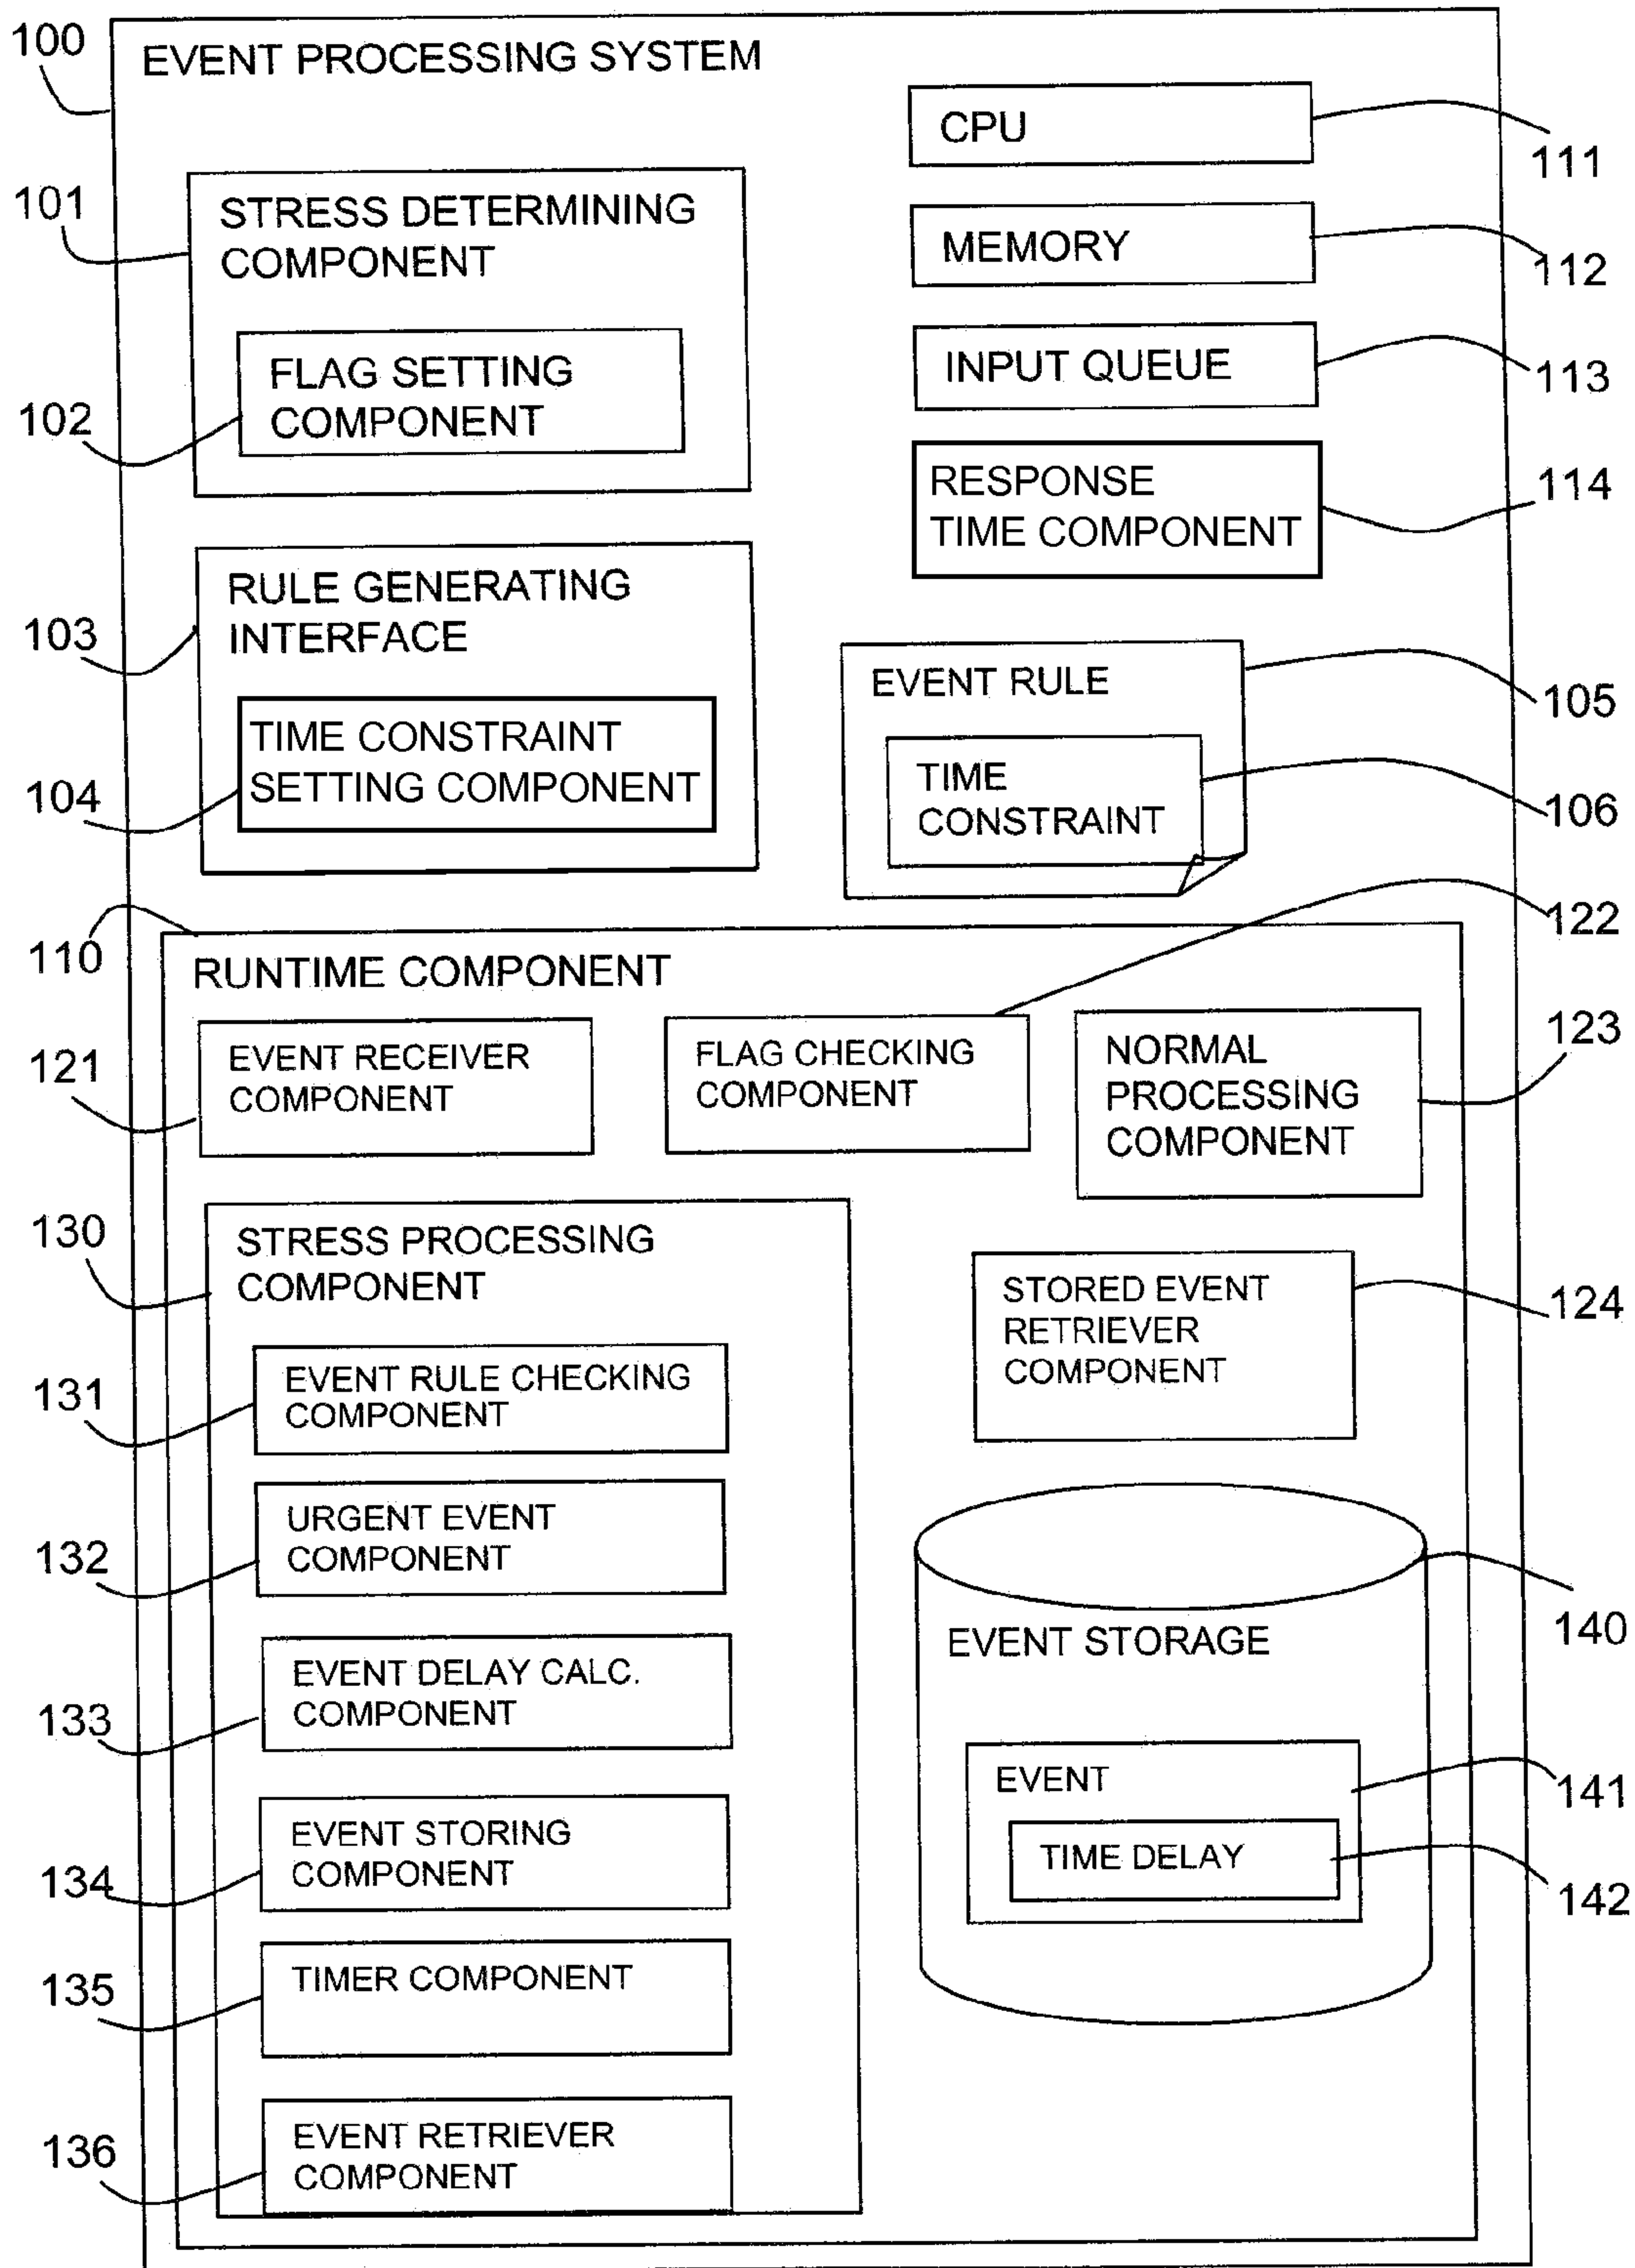 100
EVENT PROCESSING SYSTEM
CPU
111
101
STRESS DETERMINING
COMPONENT
MEMORY
112
FLAG SETTING
COMPONENT
102
INPUT QUEUE
113
RESPONSE
TIME COMPONENT
114
103
RULE GENERATING
INTERFACE
EVENT RULE
105
104
TIME CONSTRAINT
SETTING COMPONENT
TIME
CONSTRAINT
106
122
110
RUNTIME COMPONENT
121
EVENT RECEIVER
COMPONENT
FLAG CHECKING
COMPONENT
NORMAL
PROCESSING
COMPONENT
123
130
STRESS PROCESSING
COMPONENT
STORED EVENT
RETRIEVER
COMPONENT
124
131
EVENT RULE CHECKING
COMPONENT
132
URGENT EVENT
COMPONENT
140
EVENT STORAGE
133
EVENT DELAY CALC.
COMPONENT
EVENT
141
TIME DELAY
142
134
EVENT STORING
COMPONENT
135
TIMER COMPONENT
136
EVENT RETRIEVER
COMPONENT